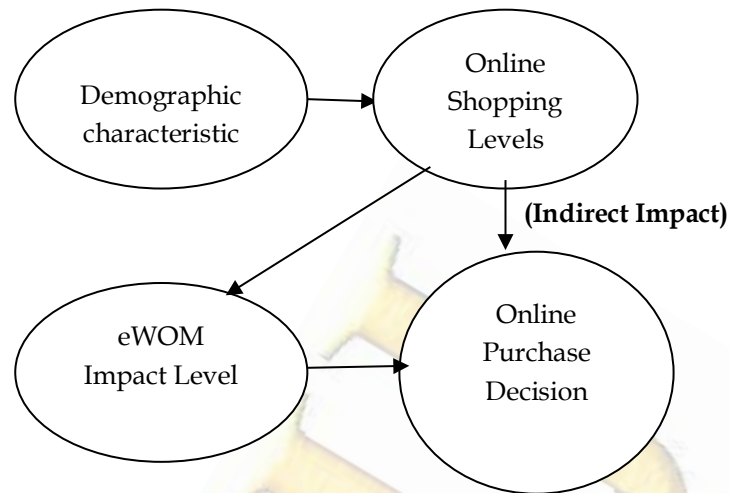 Demographic
characteristic
Online
Shopping
Levels
(Indirect Impact)
eWOM
Impact Level
Online
Purchase
Decision